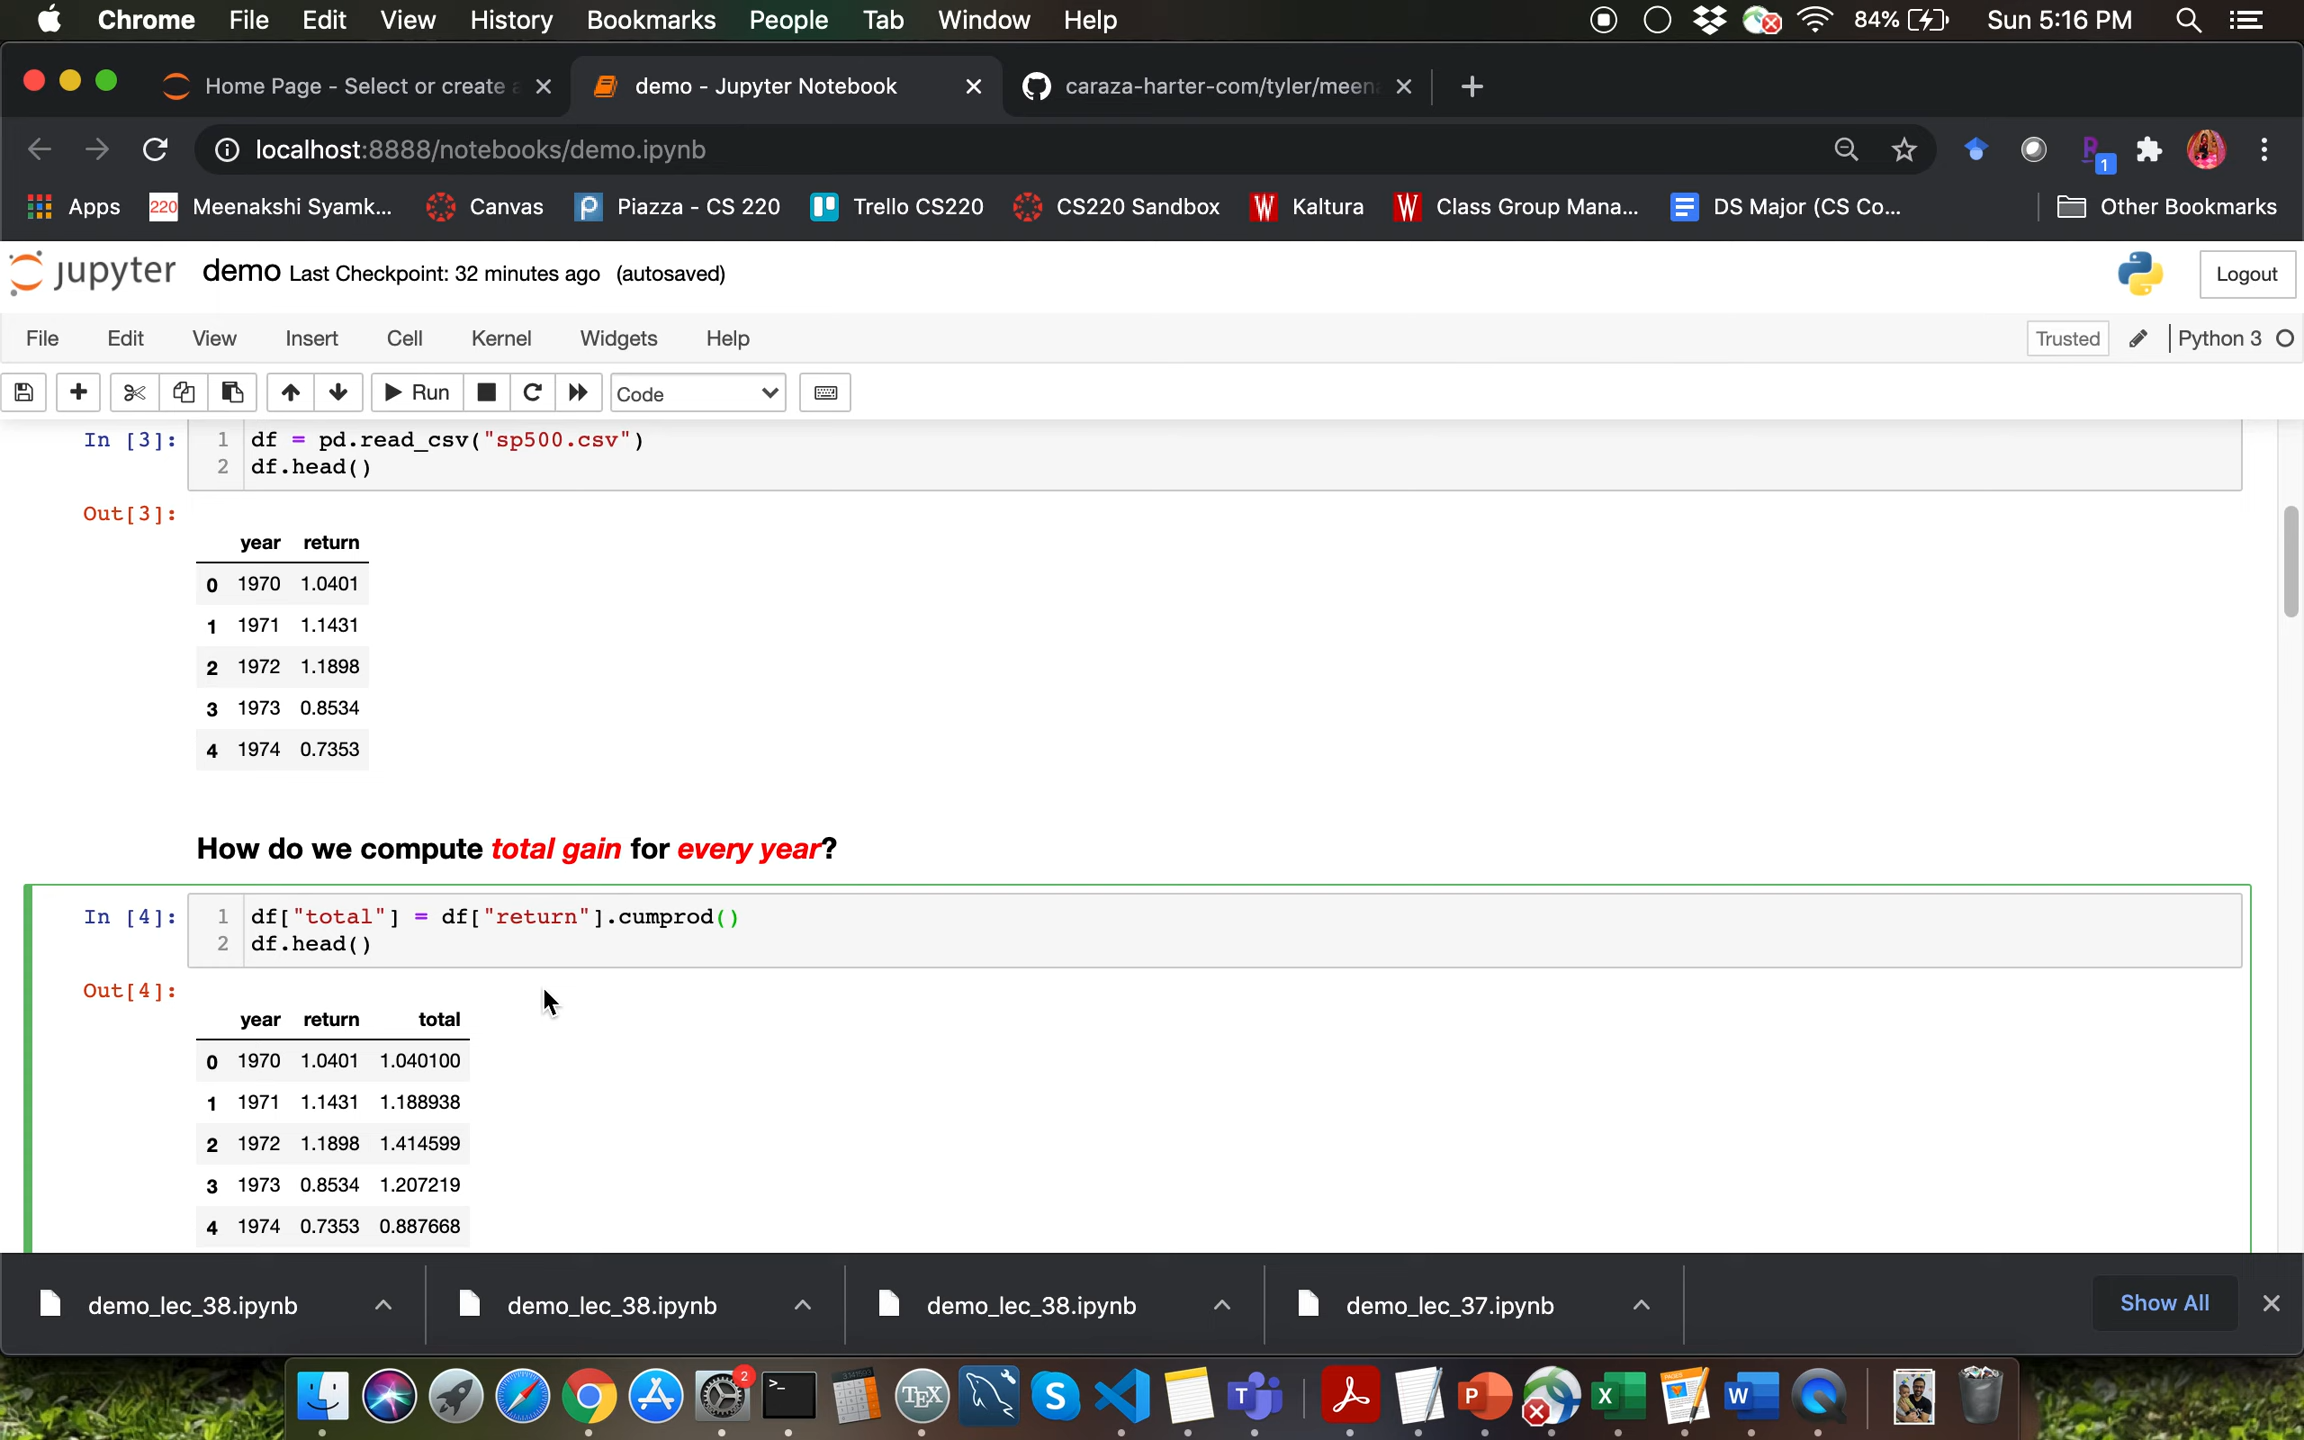 Chrome File Edit View History Bookmarks People Tab Window Help 84% Sun 5:16 PM
Home Page - Select or create a demo - Jupyter Notebook caraza-harter-com/tyler/meena
localhost:8888/notebooks/demo.ipynb 1
Apps 220 Meenakshi Syamk... Canvas Piazza - CS 220 Trello CS220 CS220 Sandbox Kaltura Class Group Mana... DS Major (CS Co... Other Bookmarks
jupyter demo Last Checkpoint: 32 minutes ago (autosaved) Logout
File Edit View Insert Cell Kernel Widgets Help Trusted Python 3
Run Code
In [3]: 1 df = pd.read_csv("sp500.csv")
2 df.head()
Out[3]:
year return
0 1970 1.0401
1 1971 1.1431
2 1972 1.1898
3 1973 0.8534
4 1974 0.7353
How do we compute total gain for every year?
In [4]: 1 df["total"] = df["return"].cumprod()
2 df.head()
Out[4]:
year return total
0 1970 1.0401 1.040100
1 1971 1.1431 1.188938
2 1972 1.1898 1.414599
3 1973 0.8534 1.207219
4 1974 0.7353 0.887668
demo_lec_38.ipynb demo_lec_38.ipynb demo_lec_38.ipynb demo_lec_37.ipynb Show All
2 TEX S T P X W